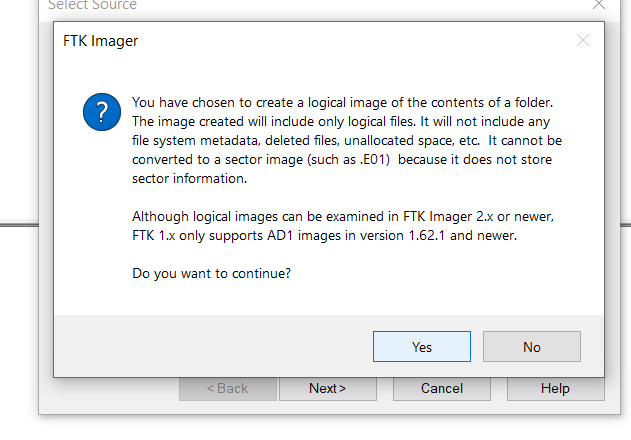 Select Source
FTK Imager
You have chosen to create a logical image of the contents of a folder.
The image created will include only logical files. It will not include any
file system metadata, deleted files, unallocated space, etc.  It cannot be
converted to a sector image (such as .E01)  because it does not store
sector information.
Although logical images can be examined in FTK Imager 2.x or newer,
FTK 1.x only supports AD1 images in version 1.62.1 and newer.
Do you want to continue?
Yes
No
< Back
Next >
Cancel
Help